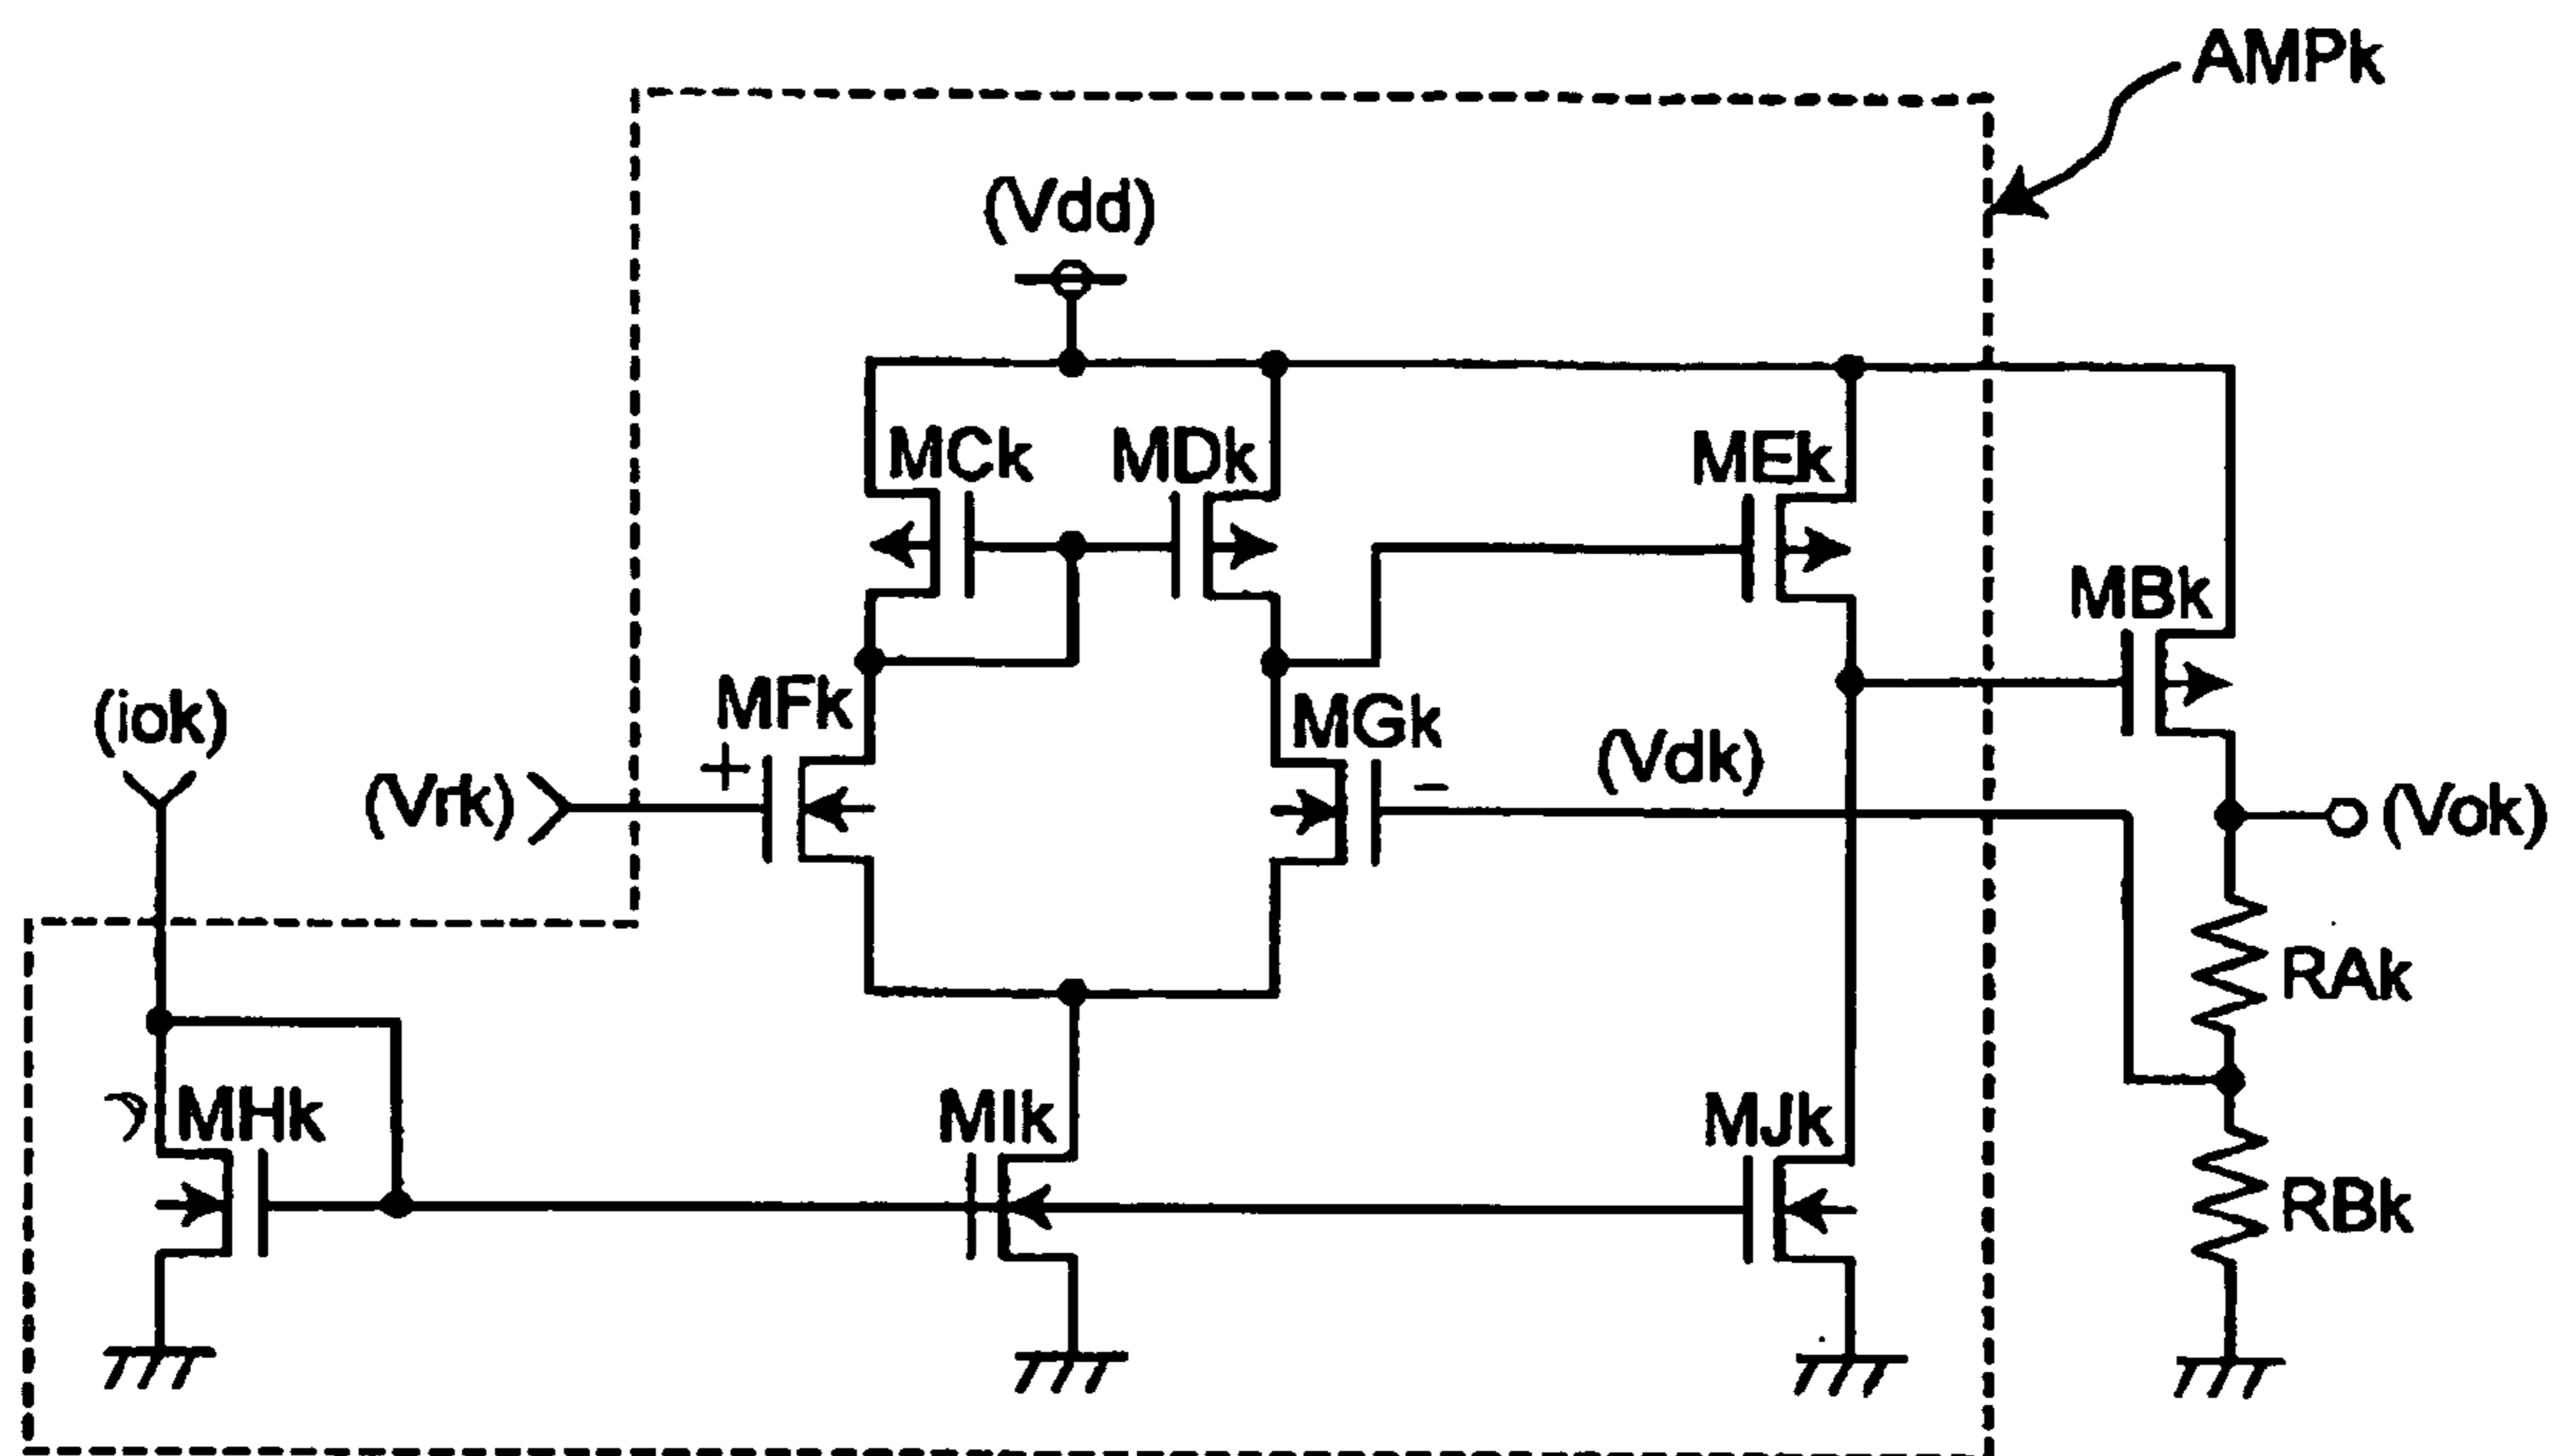 AMPk
(Vdd)
MCk
MDk
MEk
MBk
MFk
+
MGk
-
(Vdk)
(iok)
(Vrk)
(Vok)
RAk
MHk
MIk
MJk
RBk